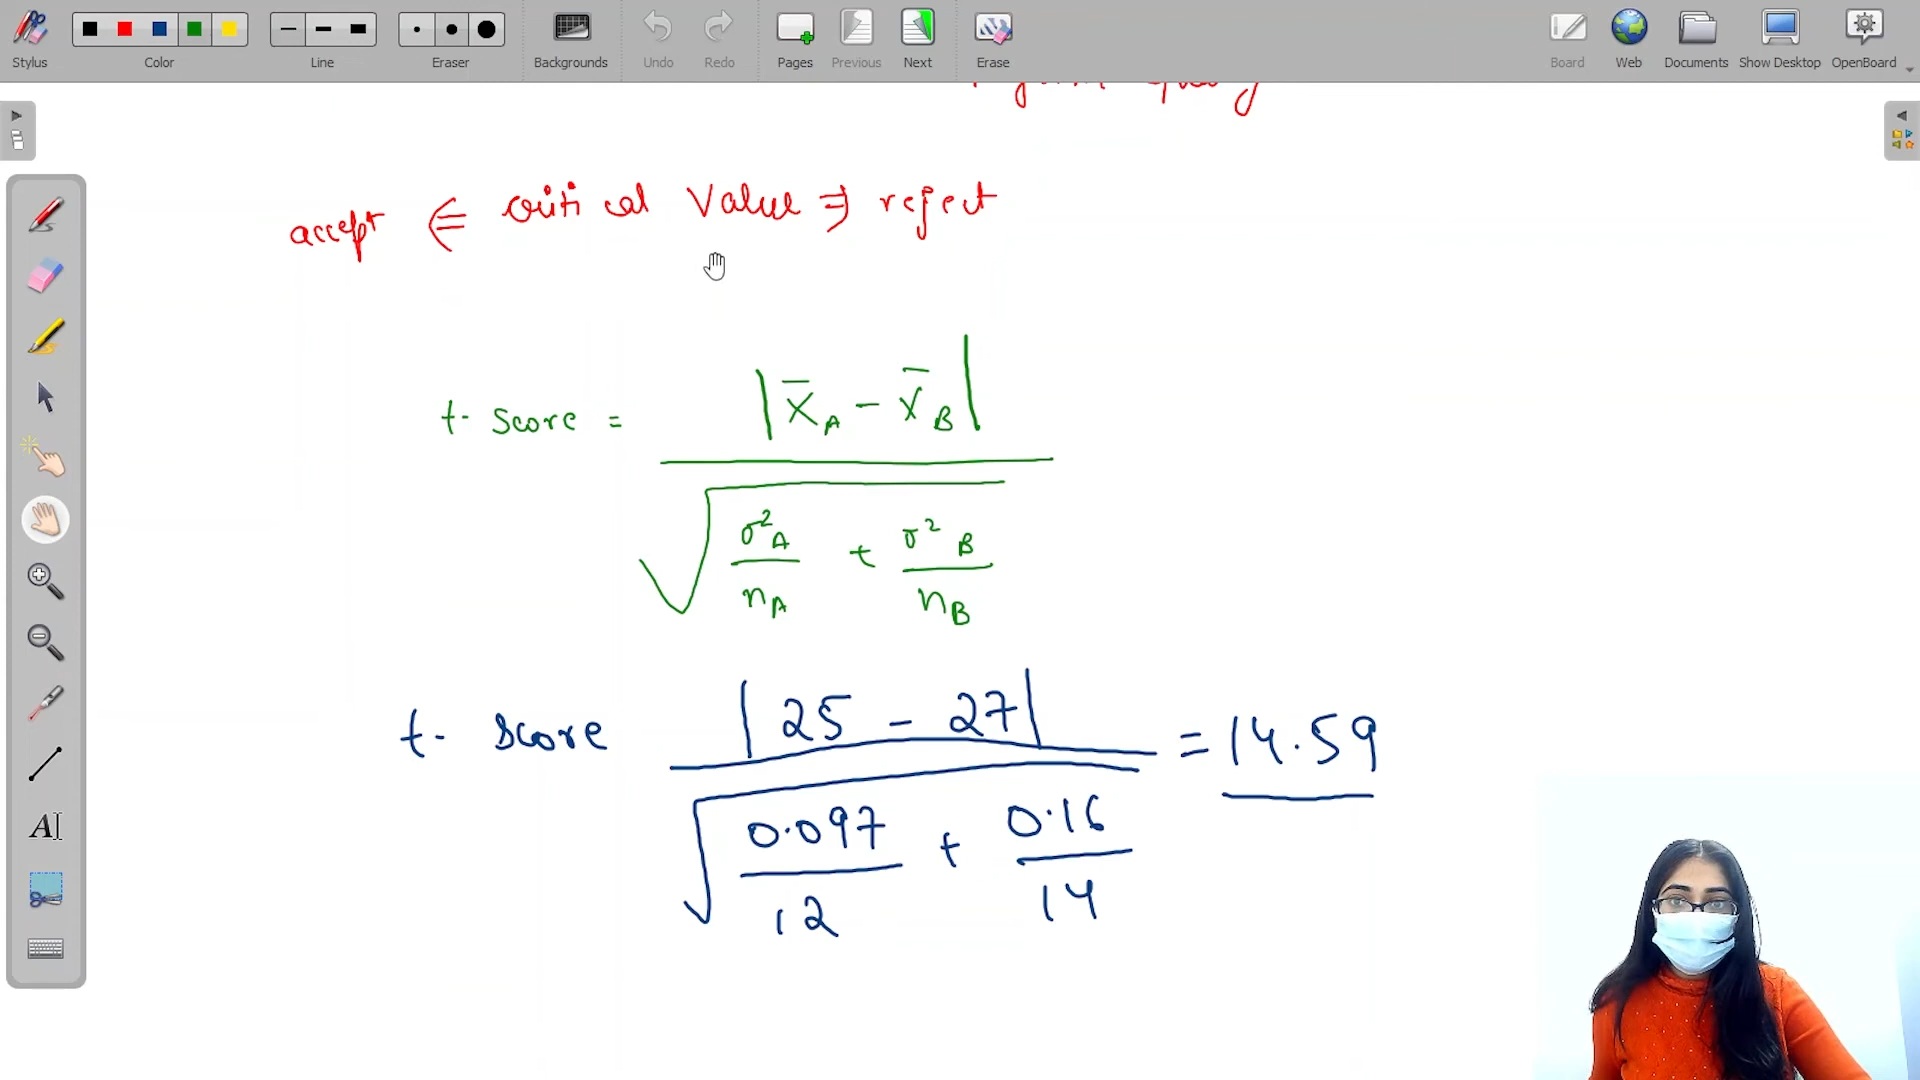 Stylus Color Line Eraser Backgrounds Undo Redo Pages Previous Next Erase Board Web Documents Show Desktop OpenBoard
accept ⇐ critical Value ⇒ reject
t- Score = | X̄A - X̄B |
√ σ²A / nA + σ²B / nB
t- Score | 25 - 27 | = 14.59
√ 0.097 / 12 + 0.16 / 14
A